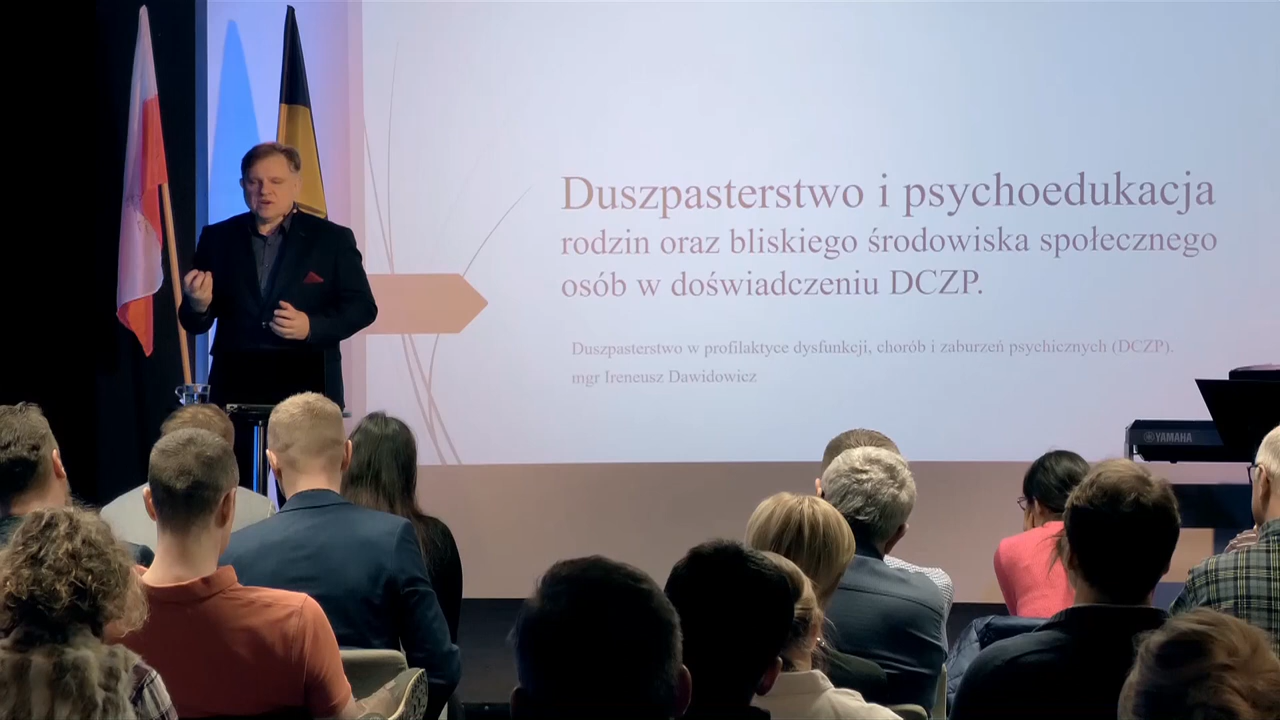 Duszpasterstwo i psychoedukacja
rodzin oraz bliskiego środowiska społecznego
osób w doświadczeniu DCZP.
Duszpasterstwo w profilaktyce dysfunkcji, chorób i zaburzeń psychicznych (DCZP).
mgr Ireneusz Dawidowicz
YAMAHA